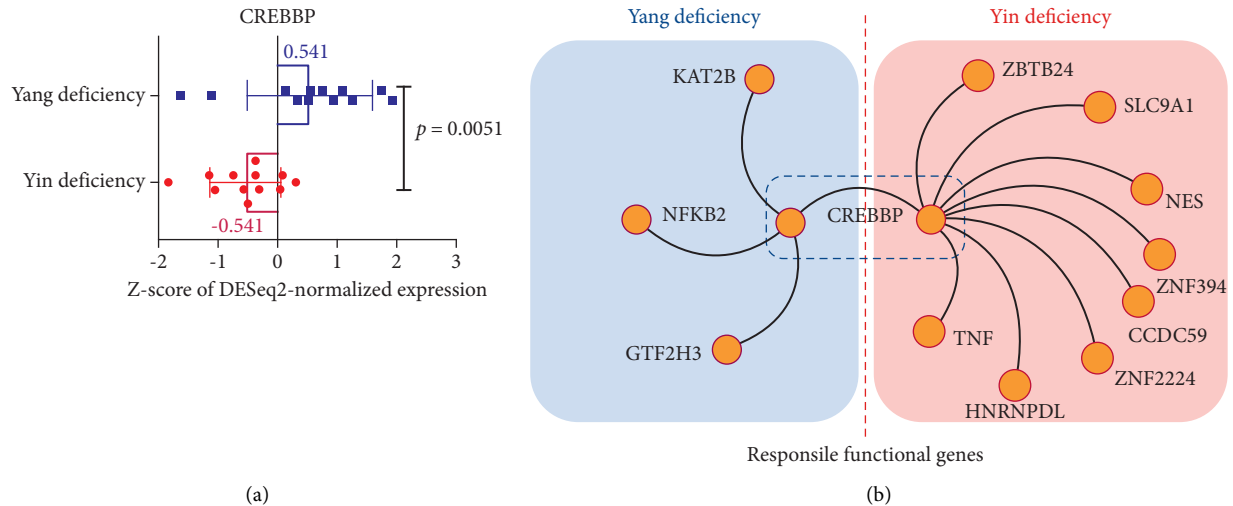 CREBBP
0.541
Yang deficiency
p = 0.0051
Yin deficiency
-0.541
-2 -1 0 1 2 3
Z-score of DESeq2-normalized expression
(a)
Yang deficiency
Yin deficiency
KAT2B
ZBTB24
SLC9A1
NFKB2
CREBBP
NES
ZNF394
CCDC59
GTF2H3
TNF
ZNF2224
HNRNPDL
Responsile functional genes
(b)